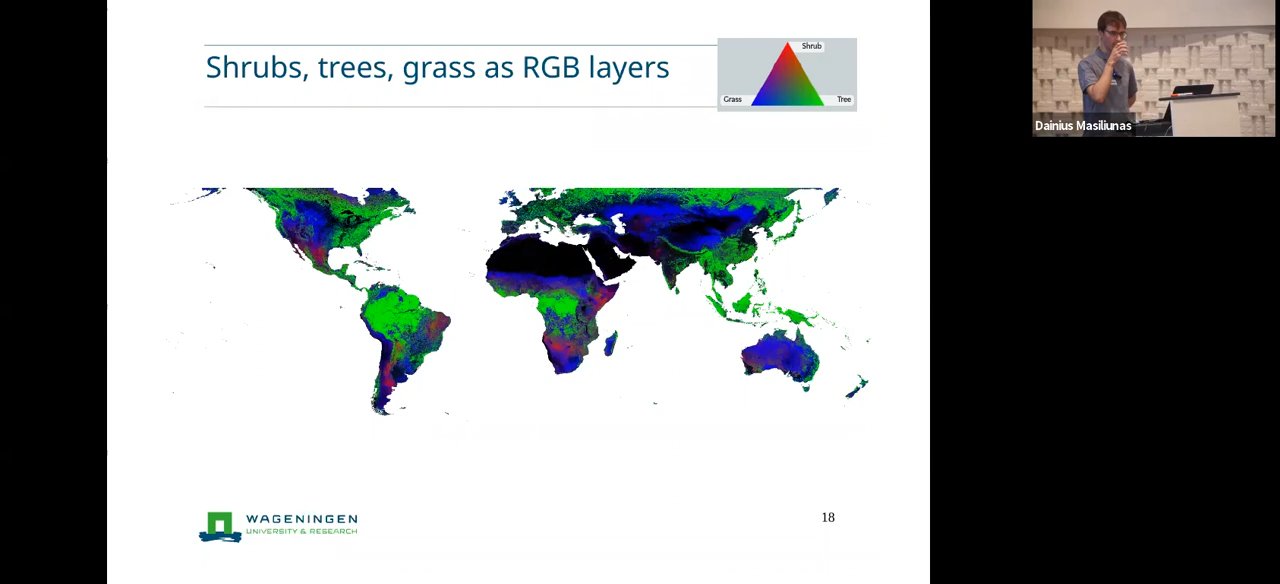 Shrubs, trees, grass as RGB layers
Shrub
Grass
Tree
Dainius Masiliunas
WAGENINGEN
UNIVERSITY & RESEARCH
18